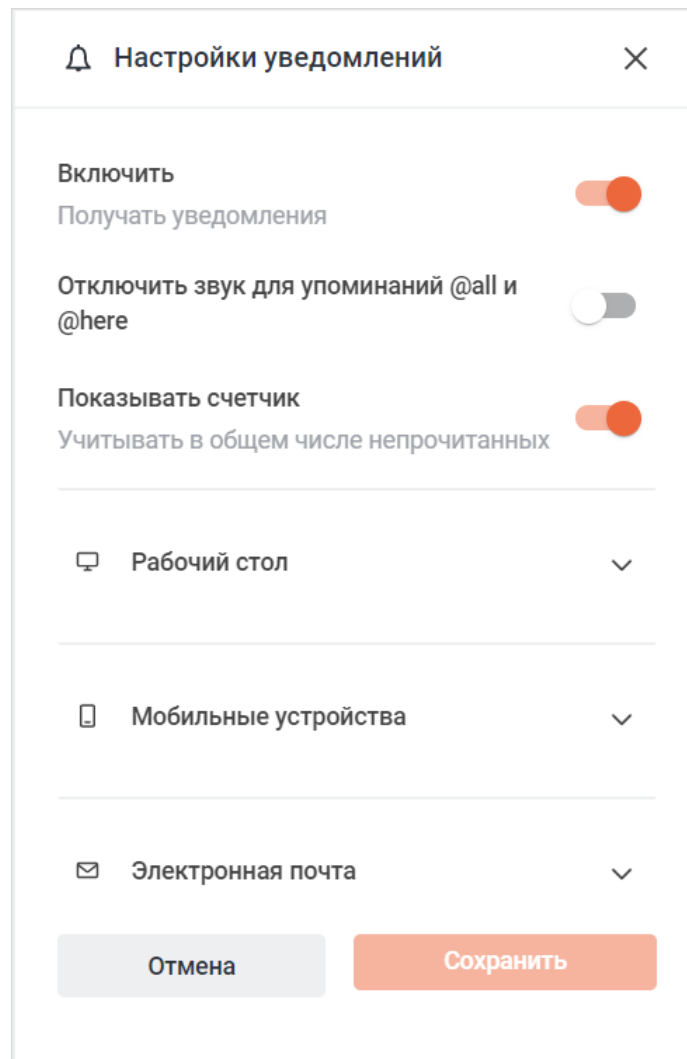 Настройки уведомлений
Включить
Получать уведомления
Отключить звук для упоминаний @all и
@here
Показывать счетчик
Учитывать в общем числе непрочитанных
Рабочий стол
Мобильные устройства
Электронная почта
Отмена
Сохранить